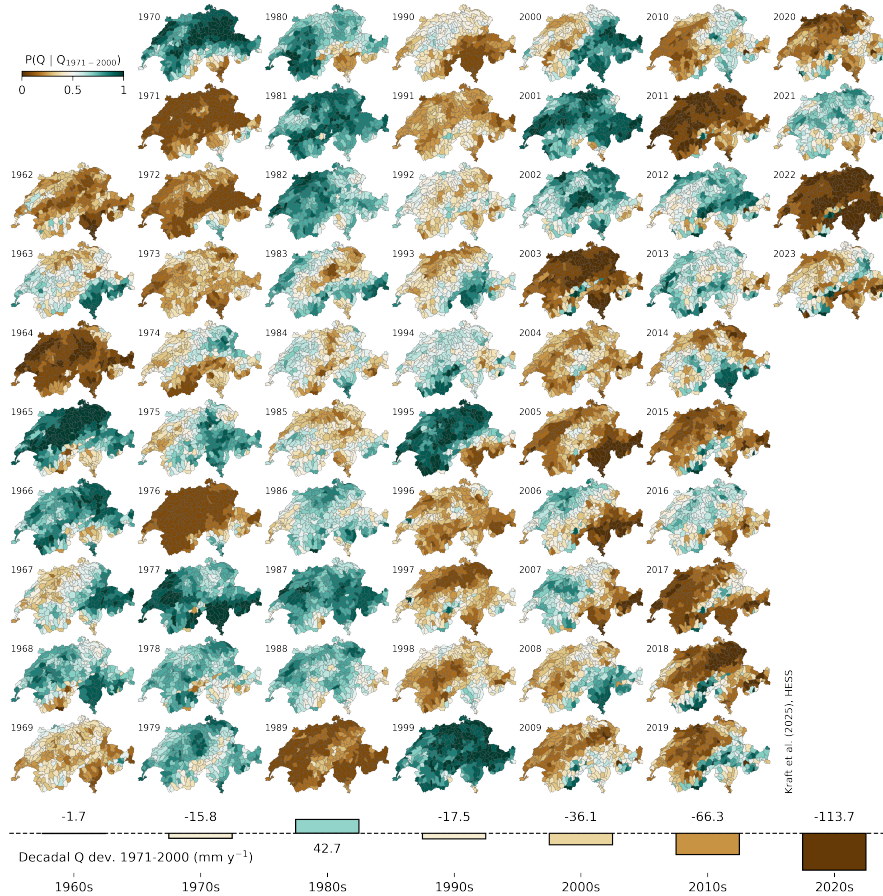 1970 1980 1990 2000 2010 2020
P(Q | Q1971−2000)
0 0.5 1
1971 1981 1991 2001 2011 2021
1962 1972 1982 1992 2002 2012 2022
1963 1973 1983 1993 2003 2013 2023
1964 1974 1984 1994 2004 2014
1965 1975 1985 1995 2005 2015
1966 1976 1986 1996 2006 2016
1967 1977 1987 1997 2007 2017
1968 1978 1988 1998 2008 2018
1969 1979 1989 1999 2009 2019
Kraft et al. (2025), HESS
-1.7 -15.8 -17.5 -36.1 -66.3 -113.7
42.7
Decadal Q dev. 1971-2000 (mm y−1)
1960s 1970s 1980s 1990s 2000s 2010s 2020s